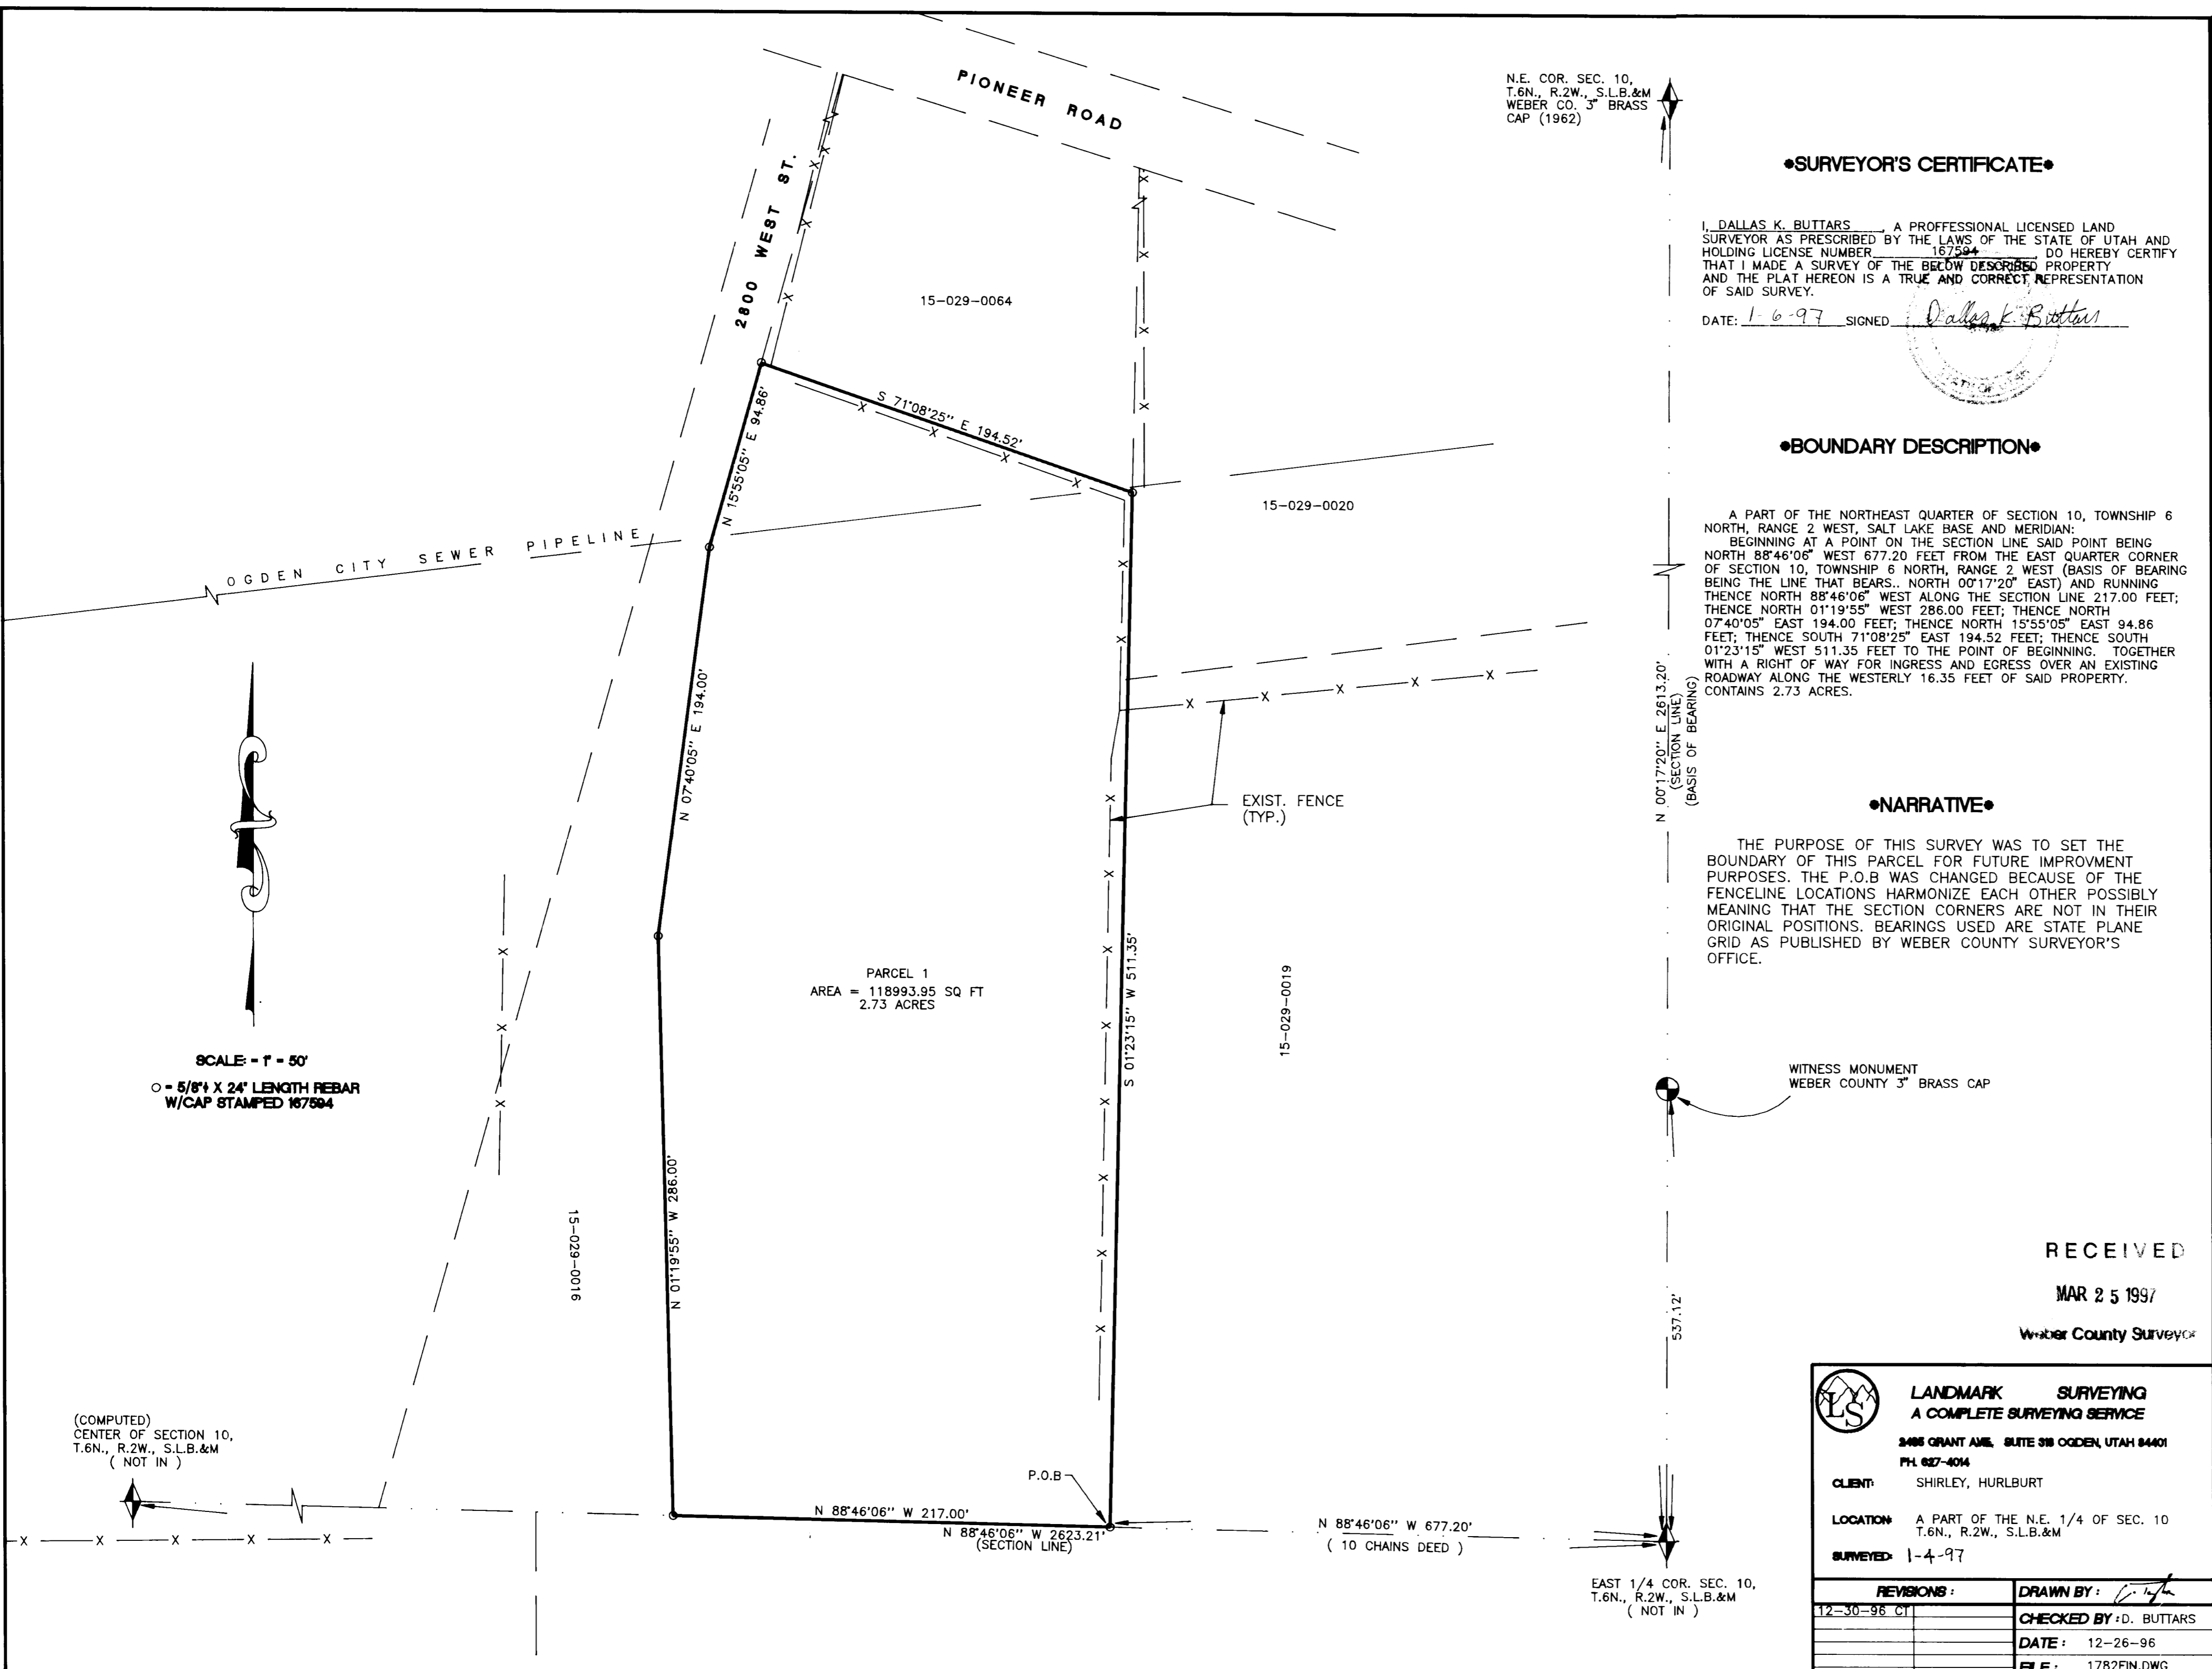 PIONEER ROAD
2800 WEST ST.
N.E. COR. SEC. 10,
T.6N., R.2W., S.L.B.&M
WEBER CO. 3" BRASS
CAP (1962)
15-029-0064
S 71°08'25'' E 194.52'
N 15°55'05'' E 94.86'
15-029-0020
OGDEN CITY SEWER PIPELINE
N 07°40'05'' E 194.00'
EXIST. FENCE
(TYP.)
N 00°17'20'' E 2613.20'
(SECTION LINE)
(BASIS OF BEARING)
PARCEL 1
AREA = 118993.95 SQ FT
2.73 ACRES
S 01°23'15'' W 511.35'
15-029-0019
SCALE: = 1" = 50'
○ = 5/8"ϕ X 24" LENGTH REBAR
W/CAP STAMPED 167594
N 01°19'55'' W 286.00'
15-029-0016
WITNESS MONUMENT
WEBER COUNTY 3" BRASS CAP
537.12'
(COMPUTED)
CENTER OF SECTION 10,
T.6N., R.2W., S.L.B.&M
( NOT IN )
P.O.B
N 88°46'06'' W 217.00'
N 88°46'06'' W 2623.21'
(SECTION LINE)
N 88°46'06'' W 677.20'
( 10 CHAINS DEED )
EAST 1/4 COR. SEC. 10,
T.6N., R.2W., S.L.B.&M
( NOT IN )
•SURVEYOR'S CERTIFICATE•
I, DALLAS K. BUTTARS , A PROFFESSIONAL LICENSED LAND
SURVEYOR AS PRESCRIBED BY THE LAWS OF THE STATE OF UTAH AND
HOLDING LICENSE NUMBER 167594 , DO HEREBY CERTIFY
THAT I MADE A SURVEY OF THE BELOW DESCRIBED PROPERTY
AND THE PLAT HEREON IS A TRUE AND CORRECT REPRESENTATION
OF SAID SURVEY.
DATE: 1-6-97 SIGNED Dallas K. Buttars
•BOUNDARY DESCRIPTION•
A PART OF THE NORTHEAST QUARTER OF SECTION 10, TOWNSHIP 6
NORTH, RANGE 2 WEST, SALT LAKE BASE AND MERIDIAN:
BEGINNING AT A POINT ON THE SECTION LINE SAID POINT BEING
NORTH 88°46'06" WEST 677.20 FEET FROM THE EAST QUARTER CORNER
OF SECTION 10, TOWNSHIP 6 NORTH, RANGE 2 WEST (BASIS OF BEARING
BEING THE LINE THAT BEARS.. NORTH 00°17'20" EAST) AND RUNNING
THENCE NORTH 88°46'06" WEST ALONG THE SECTION LINE 217.00 FEET;
THENCE NORTH 01°19'55" WEST 286.00 FEET; THENCE NORTH
07°40'05" EAST 194.00 FEET; THENCE NORTH 15°55'05" EAST 94.86
FEET; THENCE SOUTH 71°08'25" EAST 194.52 FEET; THENCE SOUTH
01°23'15" WEST 511.35 FEET TO THE POINT OF BEGINNING. TOGETHER
WITH A RIGHT OF WAY FOR INGRESS AND EGRESS OVER AN EXISTING
ROADWAY ALONG THE WESTERLY 16.35 FEET OF SAID PROPERTY.
CONTAINS 2.73 ACRES.
•NARRATIVE•
THE PURPOSE OF THIS SURVEY WAS TO SET THE
BOUNDARY OF THIS PARCEL FOR FUTURE IMPROVMENT
PURPOSES. THE P.O.B WAS CHANGED BECAUSE OF THE
FENCELINE LOCATIONS HARMONIZE EACH OTHER POSSIBLY
MEANING THAT THE SECTION CORNERS ARE NOT IN THEIR
ORIGINAL POSITIONS. BEARINGS USED ARE STATE PLANE
GRID AS PUBLISHED BY WEBER COUNTY SURVEYOR'S
OFFICE.
RECEIVED
MAR 25 1997
Weber County Surveyor
LS
LANDMARK SURVEYING
A COMPLETE SURVEYING SERVICE
GRANT AVE, SUITE OGDEN, UTAH 84401
PH. 627-4014
CLIENT: SHIRLEY, HURLBURT
LOCATION: A PART OF THE N.E. 1/4 OF SEC. 10
T.6N., R.2W., S.L.B.&M
SURVEYED: 1-4-97
REVISIONS :
12-30-96 CT
DRAWN BY :
CHECKED BY : D. BUTTARS
DATE : 12-26-96
FILE : 1782FIN.DWG